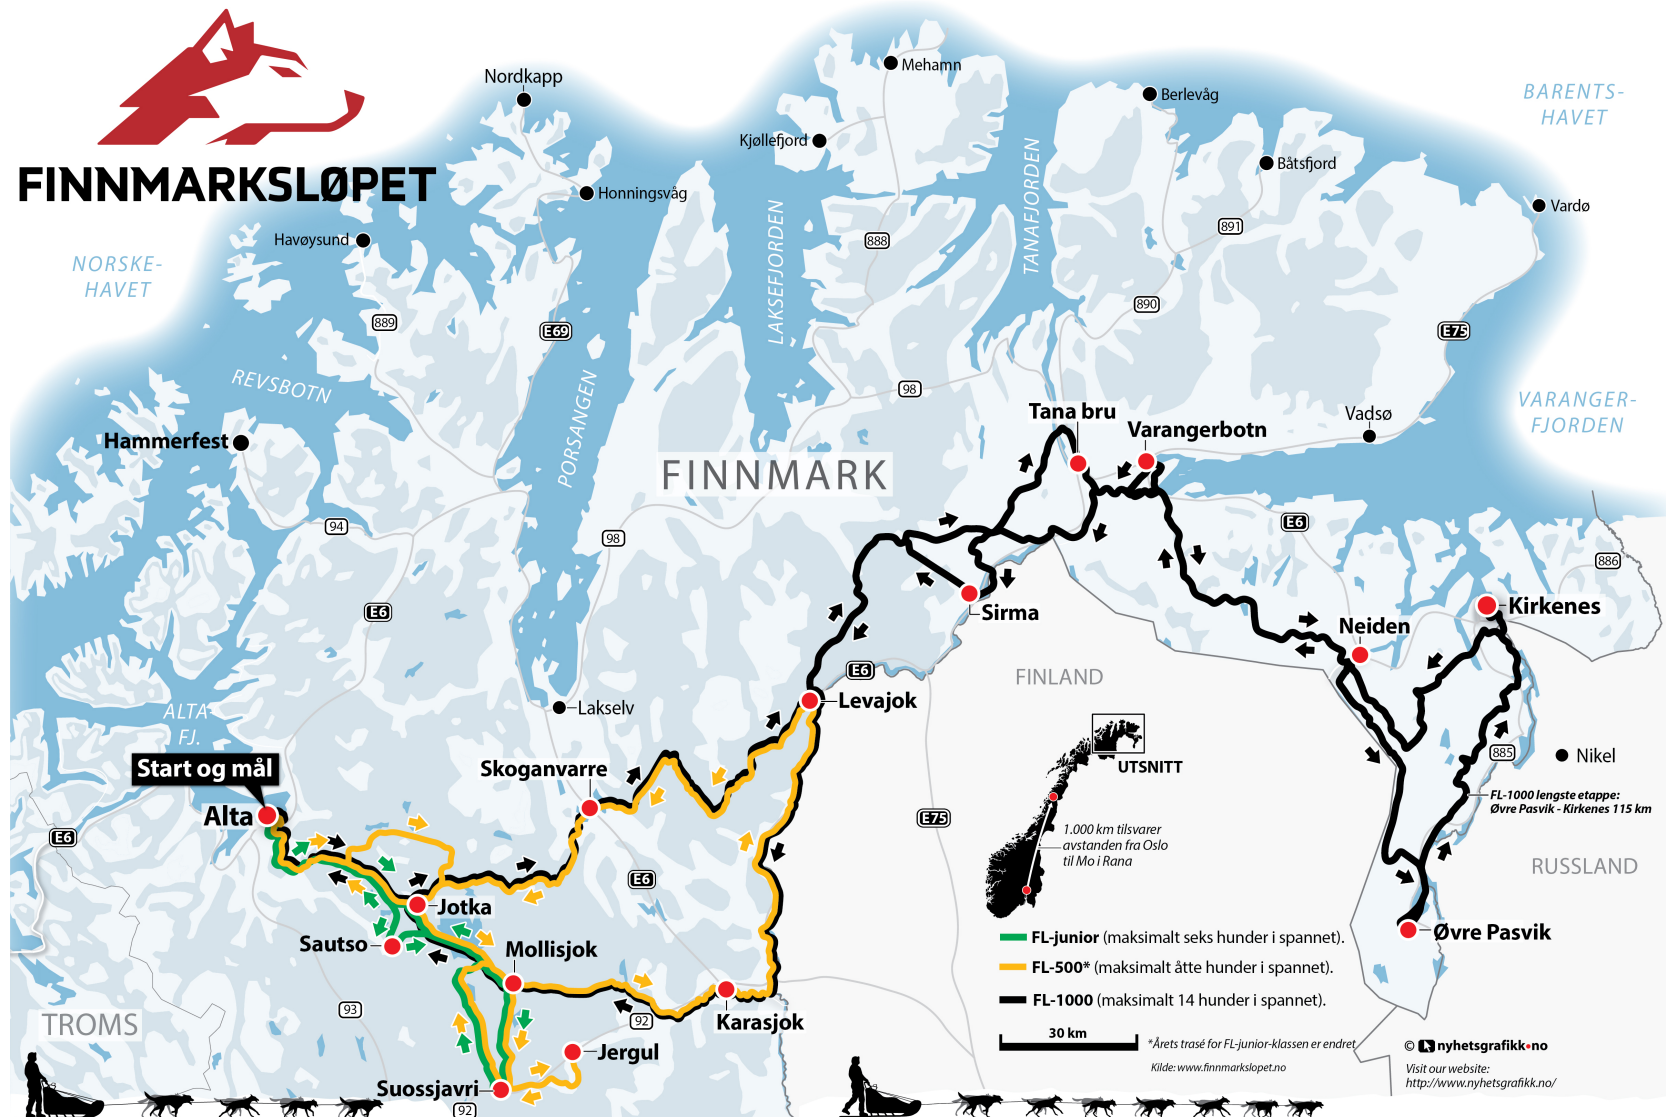 FINNMARKSLØPET
Nordkapp
Mehamn
Kjøllefjord
Berlevåg
Båtsfjord
BARENTS-
HAVET
Honningsvåg
Vardø
Havøysund
NORSKE-
HAVET
LAKSEFJORDEN
TANAFJORDEN
888
891
890
889
E69
E75
REVSBOTN
PORSANGEN
98
VARANGER-
FJORDEN
Vadsø
Tana bru
Varangerbotn
Hammerfest
FINNMARK
94
98
E6
886
E6
Sirma
Kirkenes
Neiden
E6
FINLAND
Levajok
ALTA-
FJ.
Lakselv
Start og mål
Skoganvarre
UTSNITT
885
Nikel
FL-1000 lengste etappe:
Øvre Pasvik - Kirkenes 115 km
Alta
E6
E75
1.000 km tilsvarer
avstanden fra Oslo
til Mo i Rana
RUSSLAND
E6
Jotka
Sautso
Mollisjok
Øvre Pasvik
FL-junior (maksimalt seks hunder i spannet).
FL-500* (maksimalt åtte hunder i spannet).
FL-1000 (maksimalt 14 hunder i spannet).
TROMS
93
92
Karasjok
30 km
*Årets trasé for FL-junior-klassen er endret
Kilde: www.finnmarkslopet.no
Jergul
Suossjavri
92
© nyhetsgrafikk.no
Visit our website:
http://www.nyhetsgrafikk.no/